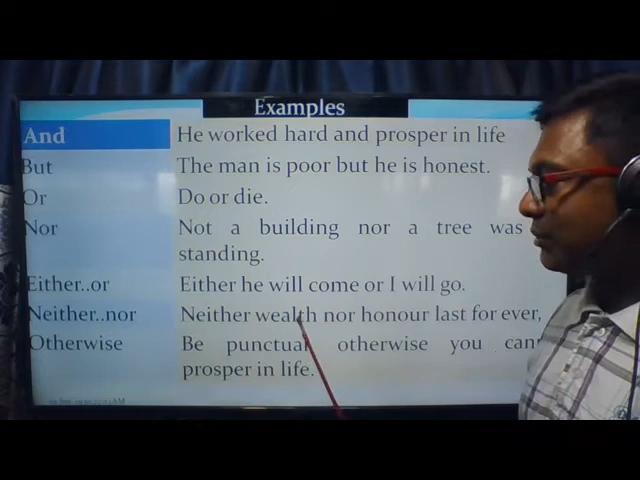 Examples
And He worked hard and prosper in life
But The man is poor but he is honest.
Or Do or die.
Nor Not a building nor a tree was
standing.
Either..or Either he will come or I will go.
Neither..nor Neither wealth nor honour last for ever,
Otherwise Be punctual otherwise you can
prosper in life.